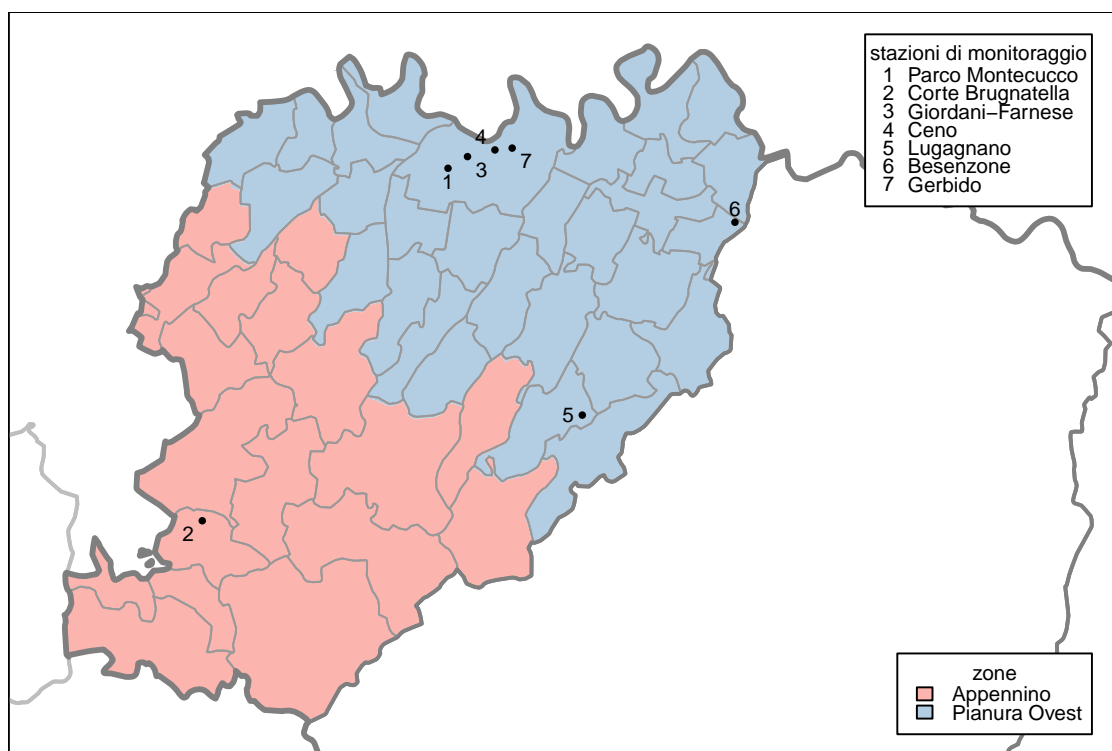 stazioni di monitoraggio
1 Parco Montecucco
2 Corte Brugnatella
3 Giordani−Farnese
4 Ceno
5 Lugagnano
6 Besenzone
7 Gerbido
4
7
3
1
6
5
2
zone
Appennino
Pianura Ovest